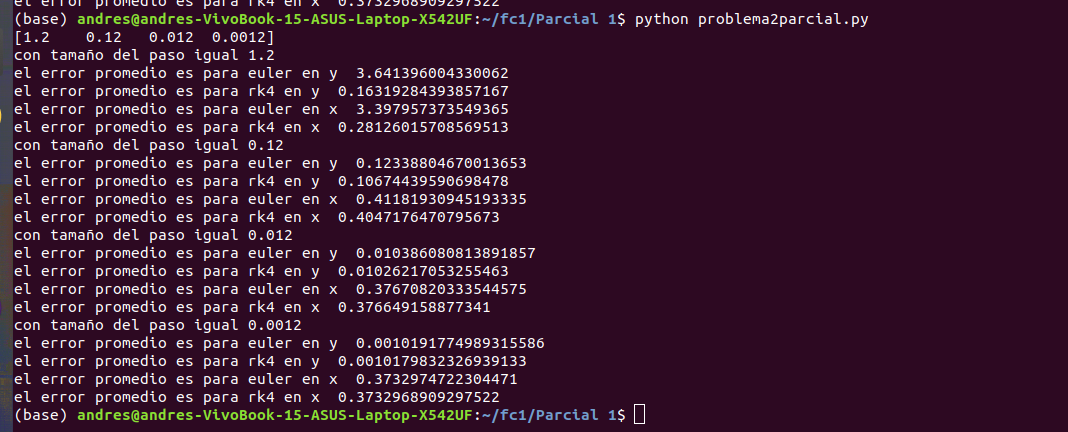 el error promedio es para rk4 en x  0.3732968909297522
(base) andres@andres-VivoBook-15-ASUS-Laptop-X542UF:~/fc1/Parcial 1$ python problema2parcial.py
[1.2    0.12   0.012  0.0012]
con tamaño del paso igual 1.2
el error promedio es para euler en y  3.641396004330062
el error promedio es para rk4 en y  0.16319284393857167
el error promedio es para euler en x  3.397957373549365
el error promedio es para rk4 en x  0.28126015708569513
con tamaño del paso igual 0.12
el error promedio es para euler en y  0.12338804670013653
el error promedio es para rk4 en y  0.10674439590698478
el error promedio es para euler en x  0.41181930945193335
el error promedio es para rk4 en x  0.4047176470795673
con tamaño del paso igual 0.012
el error promedio es para euler en y  0.010386080813891857
el error promedio es para rk4 en y  0.01026217053255463
el error promedio es para euler en x  0.37670820333544575
el error promedio es para rk4 en x  0.376649158877341
con tamaño del paso igual 0.0012
el error promedio es para euler en y  0.0010191774989315586
el error promedio es para rk4 en y  0.0010179832326939133
el error promedio es para euler en x  0.3732974722304471
el error promedio es para rk4 en x  0.3732968909297522
(base) andres@andres-VivoBook-15-ASUS-Laptop-X542UF:~/fc1/Parcial 1$